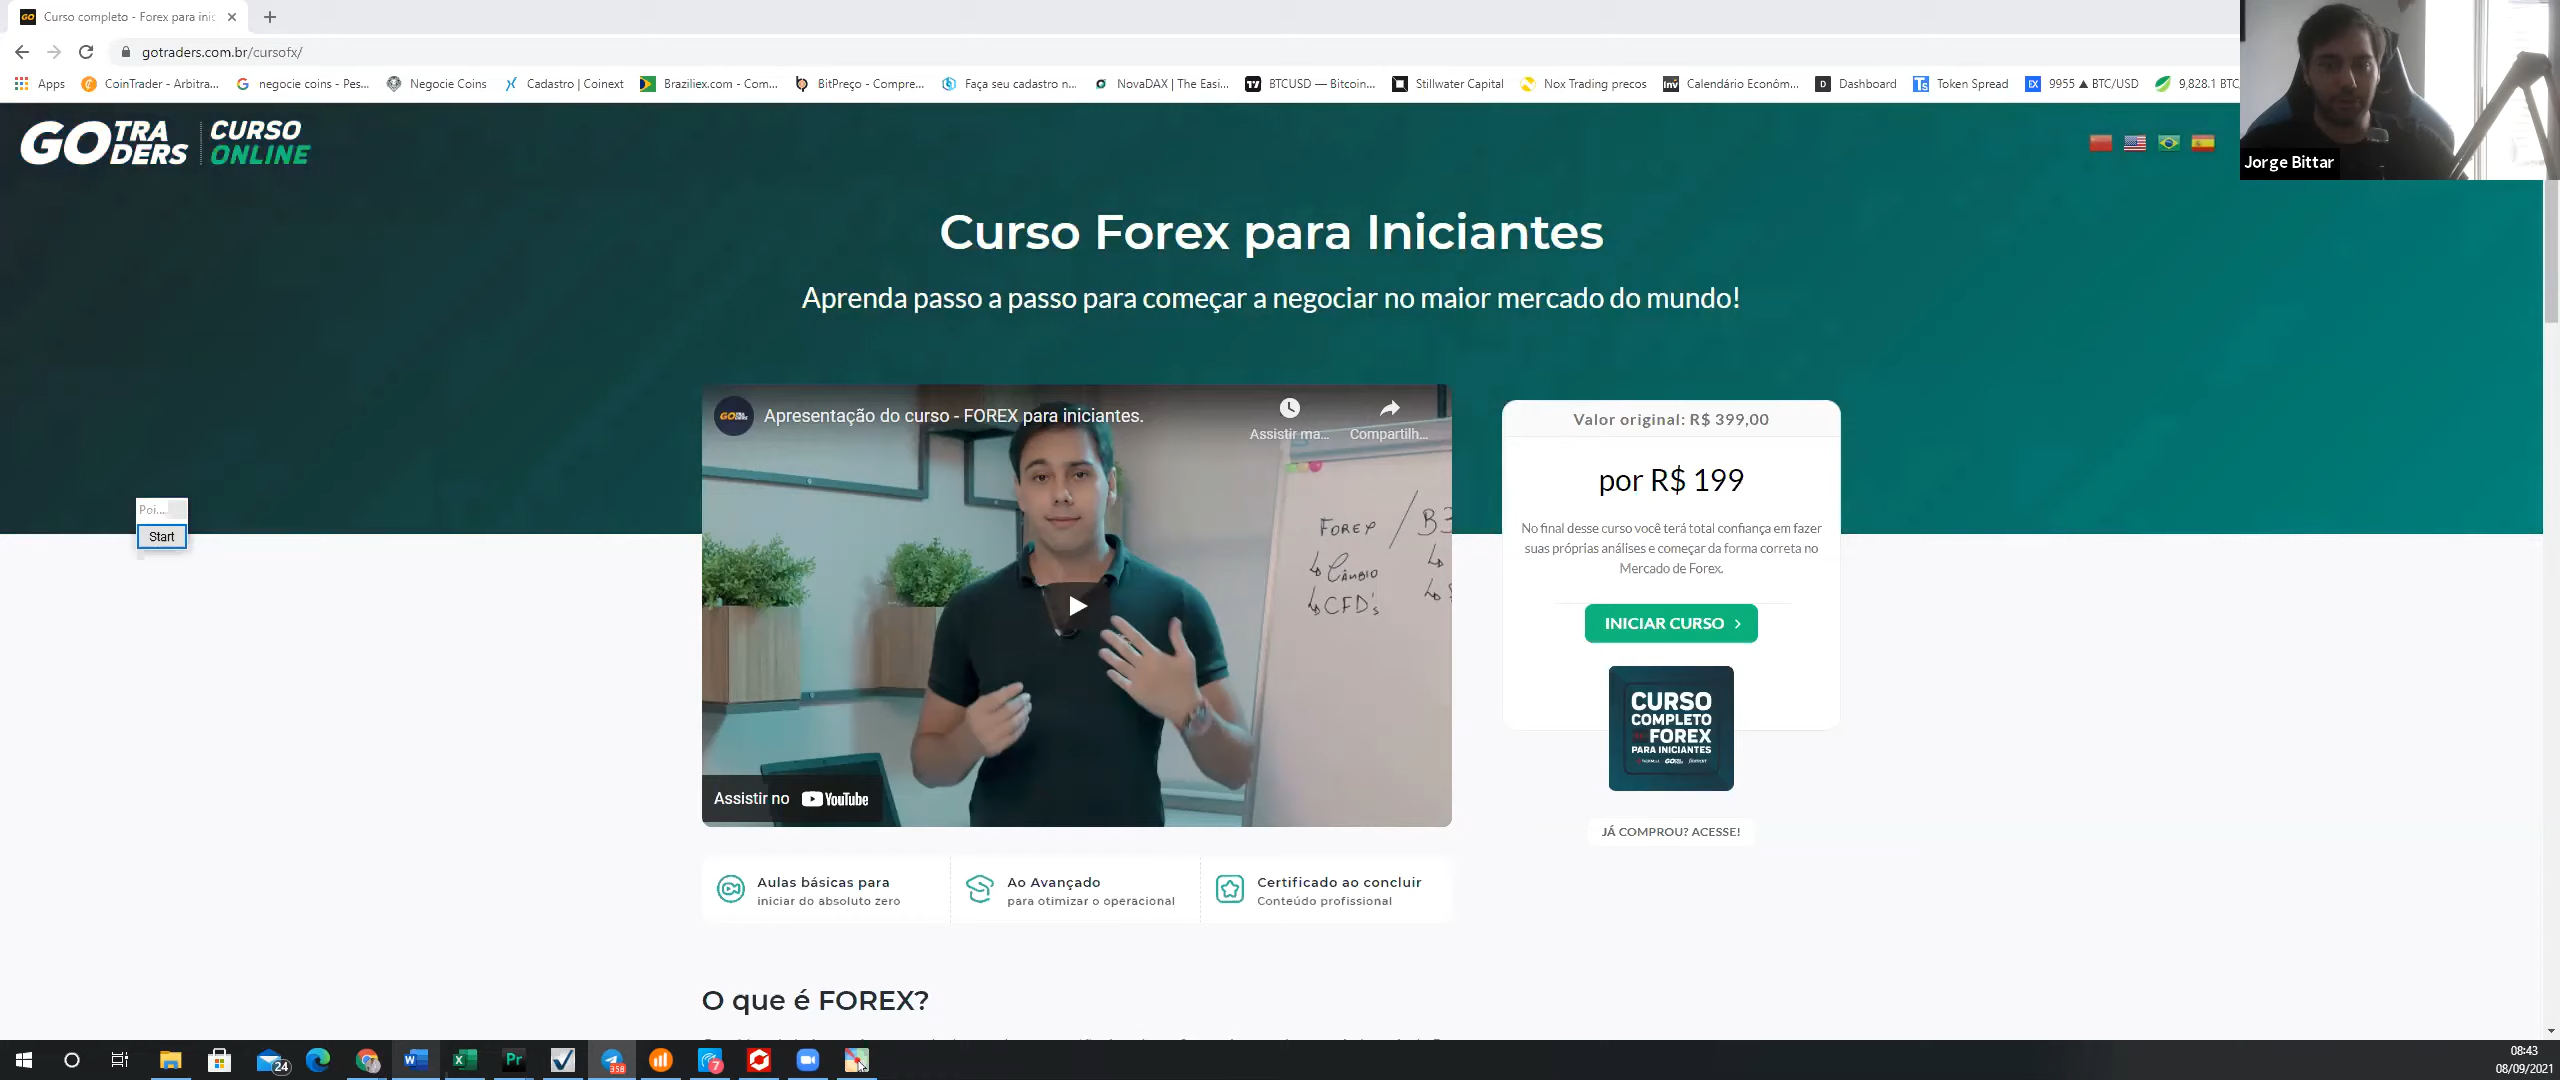 Curso completo - Forex para inic
gotraders.com.br/cursofx/
Apps
CoinTrader - Arbitra...
negocie coins - Pes...
Negocie Coins
Cadastro | Coinext
Braziliex.com - Com...
BitPreço - Compre...
Faça seu cadastro n...
NovaDAX | The Easi...
BTCUSD — Bitcoin...
Stillwater Capital
Nox Trading precos
Calendário Econôm...
Dashboard
Token Spread
9955 ▲ BTC/USD
9,828.1 BTC
Jorge Bittar
GO TRA
DERS
CURSO
ONLINE
Curso Forex para Iniciantes
Aprenda passo a passo para começar a negociar no maior mercado do mundo!
Apresentação do curso - FOREX para iniciantes.
Assistir ma...
Compartilh...
FOREX / B3
↳ Câmbio
↳ CFD's
Assistir no YouTube
Poi...
Start
Valor original: R$ 399,00
por R$ 199
No final desse curso você terá total confiança em fazer
suas próprias análises e começar da forma correta no
Mercado de Forex.
INICIAR CURSO
CURSO
COMPLETO
FOREX
PARA INICIANTES
JÁ COMPROU? ACESSE!
Aulas básicas para
iniciar do absoluto zero
Ao Avançado
para otimizar o operacional
Certificado ao concluir
Conteúdo profissional
O que é FOREX?
24
358
7
08:43
08/09/2021